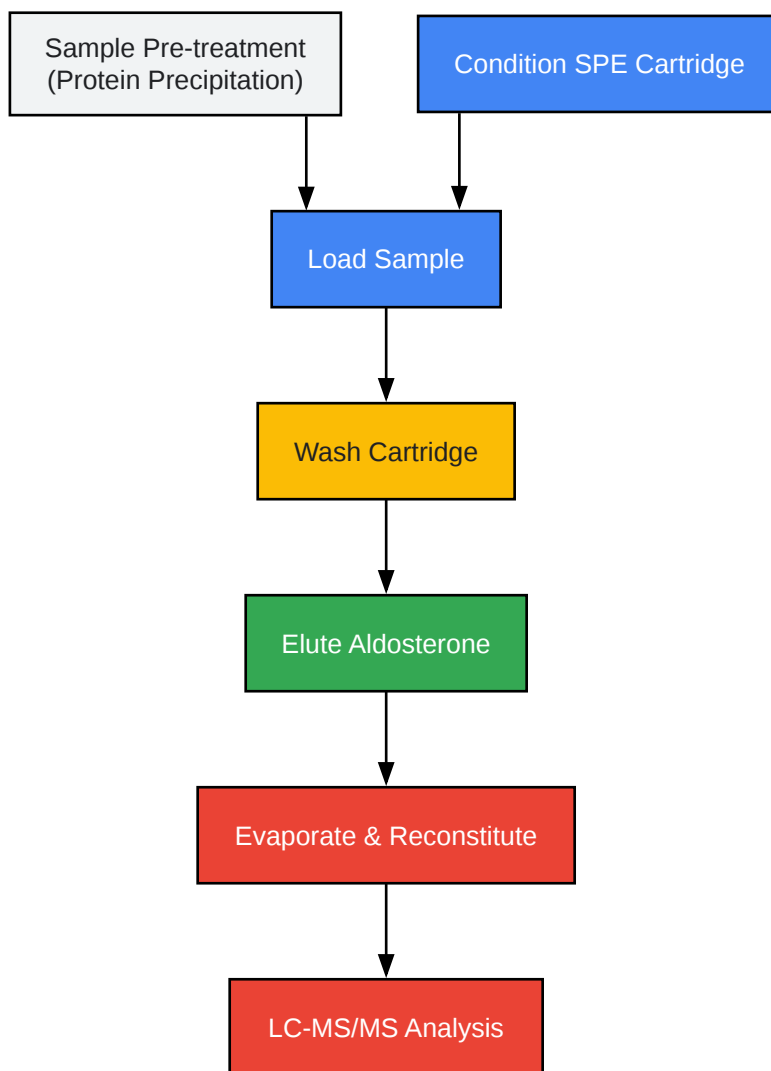 Sample Pre-treatment
(Protein Precipitation)
Condition SPE Cartridge
Load Sample
Wash Cartridge
Elute Aldosterone
Evaporate & Reconstitute
LC-MS/MS Analysis